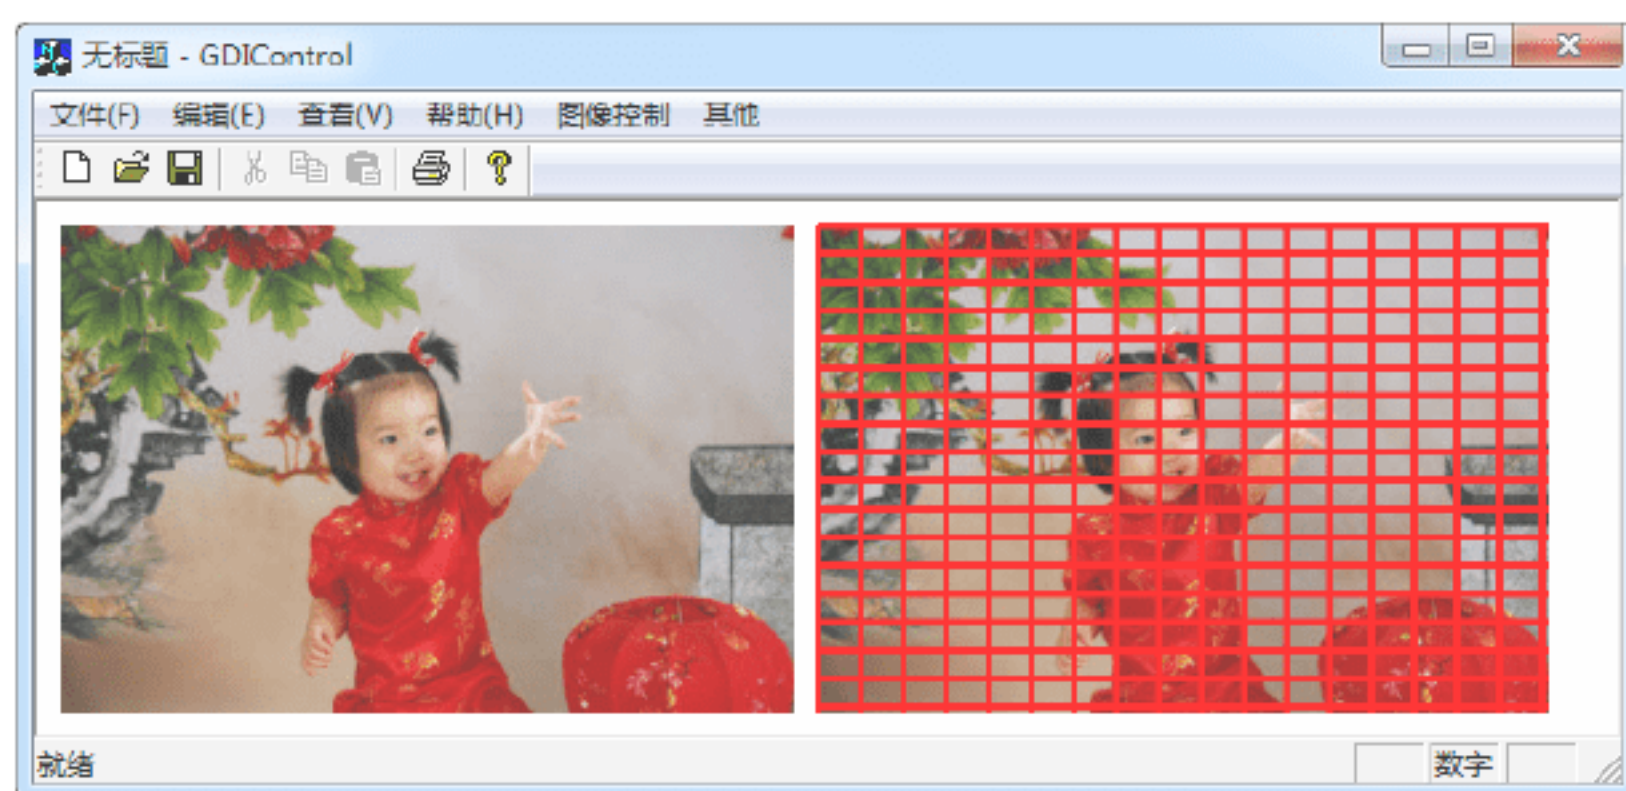 无标题 - GDIControl
文件(F) 编辑(E) 查看(V) 帮助(H) 图像控制 其他
就绪 数字